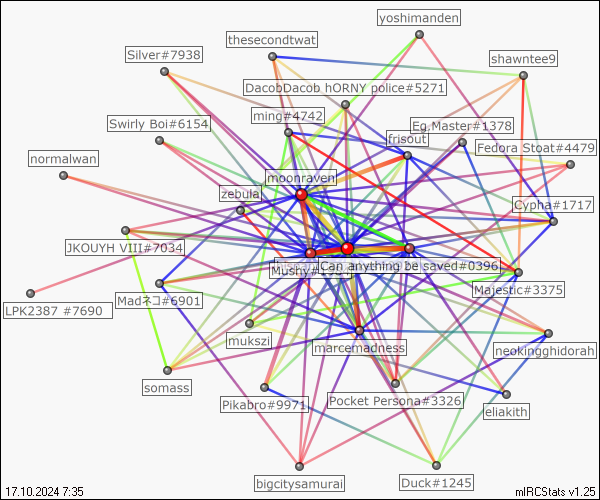 yoshimanden
thesecondtwat
Silver#7938
shawntee9
DacobDacob hORNY police#5271
ming#4742
Swirly Boi#6154
Eg Master#1378
frisout
Fedora Stoat#4479
normalwan
moonraven
zebula
Cypha#1717
JKOUYH VIII#7034
Can anything be saved#0396
Majestic#3375
Madネコ#6901
LPK2387 #7690
mukszi
marcemadness
neokingghidorah
somass
Pikabro#9971
Pocket Persona#3326
eliakith
bigcitysamurai
Duck#1245
17.10.2024 7:35
mIRCStats v1.25